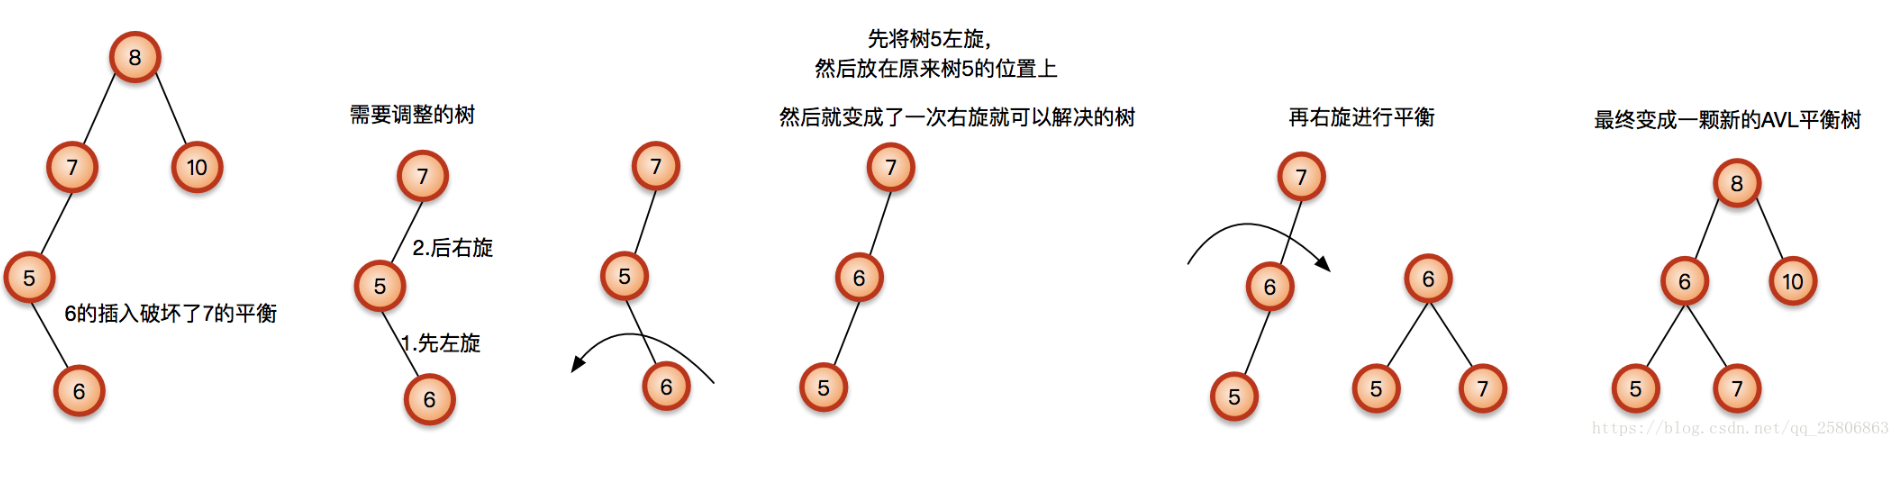 8
7
10
5
6的插入破坏了7的平衡
6
需要调整的树
7
2.后右旋
5
1.先左旋
6
7
5
6
先将树5左旋，
然后放在原来树5的位置上
然后就变成了一次右旋就可以解决的树
7
6
5
再右旋进行平衡
7
6
5
6
5
7
最终变成一颗新的AVL平衡树
8
6
10
5
7
https://blog.csdn.net/qq_25806863